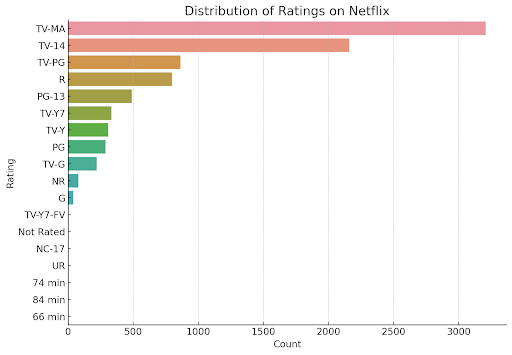 Distribution of Ratings on Netflix
TV-MA
TV-14
TV-PG
R
PG-13
TV-Y7
TV-Y
PG
TV-G
NR
G
TV-Y7-FV
Not Rated
NC-17
UR
74 min
84 min
66 min
Rating
0 500 1000 1500 2000 2500 3000
Count